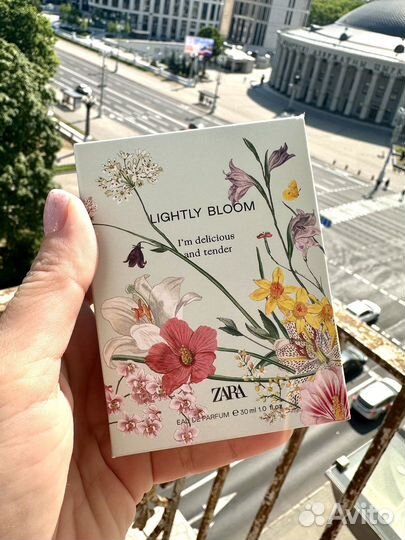 LIGHTLY BLOOM
I'm delicious
and tender
ZARA
EAU DE PARFUM e 30 ml 1.0 fl. oz
Avito